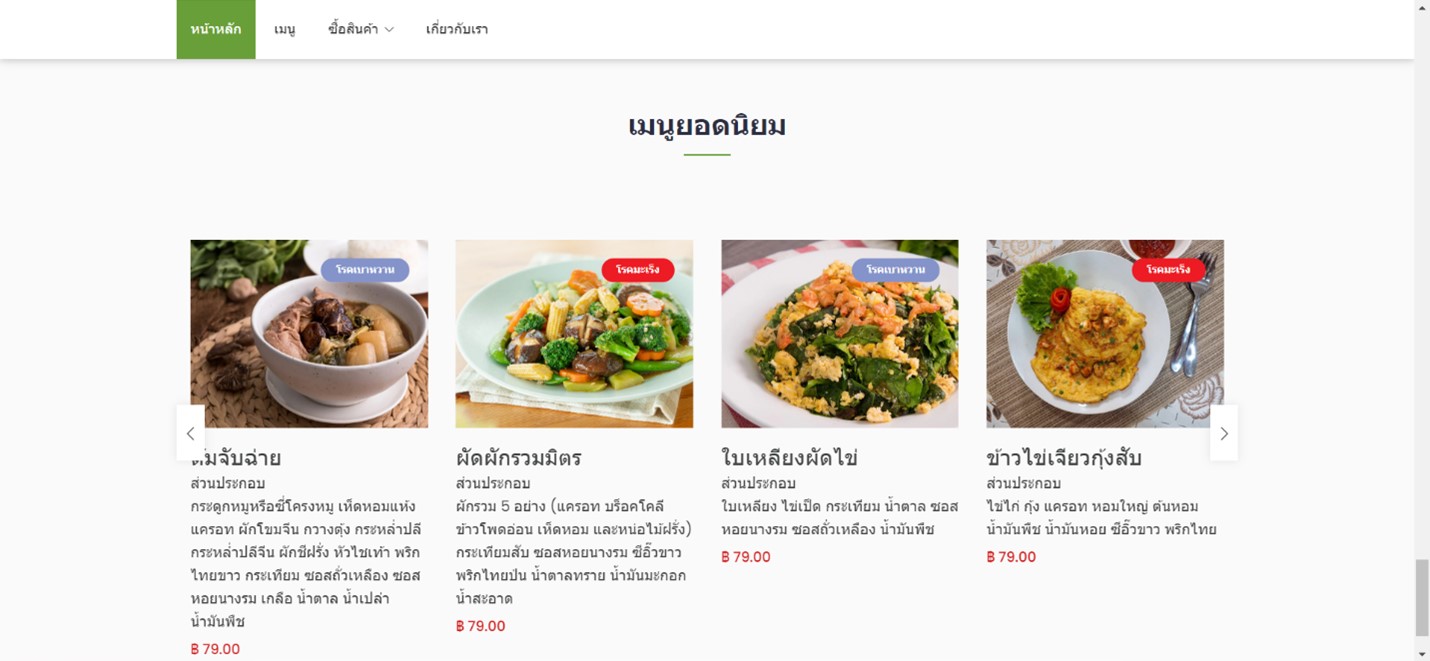 หน้าหลัก เมนู ซื้อสินค้า เกี่ยวกับเรา
เมนูยอดนิยม
โรคเบาหวาน
ต้มจับฉ่าย
ส่วนประกอบ
กระดูกหมูหรือซี่โครงหมู เห็ดหอมแห้ง
แครอท ผักโขมจีน กวางตุ้ง กระหล่ำปลี
กระหล่ำปลีจีน ผักชีฝรั่ง หัวไชเท้า พริก
ไทยขาว กระเทียม ซอสถั่วเหลือง ซอส
หอยนางรม เกลือ น้ำตาล น้ำเปล่า
น้ำมันพืช
฿ 79.00
โรคมะเร็ง
ผัดผักรวมมิตร
ส่วนประกอบ
ผักรวม 5 อย่าง (แครอท บร็อคโคลี
ข้าวโพดอ่อน เห็ดหอม และหน่อไม้ฝรั่ง)
กระเทียมสับ ซอสหอยนางรม ซีอิ๊วขาว
พริกไทยป่น น้ำตาลทราย น้ำมันมะกอก
น้ำสะอาด
฿ 79.00
โรคเบาหวาน
ใบเหลียงผัดไข่
ส่วนประกอบ
ใบเหลียง ไข่เป็ด กระเทียม น้ำตาล ซอส
หอยนางรม ซอสถั่วเหลือง น้ำมันพืช
฿ 79.00
โรคมะเร็ง
ข้าวไข่เจียวกุ้งสับ
ส่วนประกอบ
ไข่ไก่ กุ้ง แครอท หอมใหญ่ ต้นหอม
น้ำมันพืช น้ำมันหอย ซีอิ๊วขาว พริกไทย
฿ 79.00